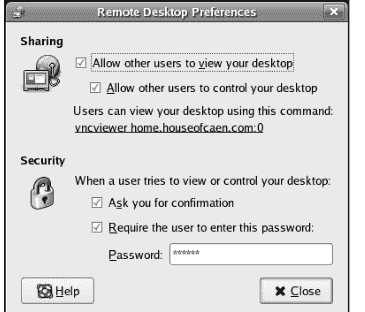 Remote Desktop Preferences
Sharing
Allow other users to view your desktop
Allow other users to control your desktop
Users can view your desktop using this command:
vncviewer home.houseofcaen.com:0
Security
When a user tries to view or control your desktop:
Ask you for confirmation
Require the user to enter this password:
Password: ******
Help
Close